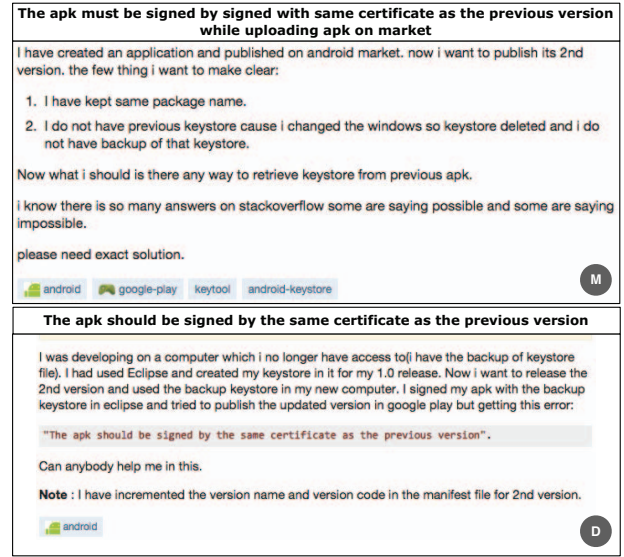 The apk must be signed by signed with same certificate as the previous version
while uploading apk on market
I have created an application and published on android market. now i want to publish its 2nd
version. the few thing i want to make clear:
1. I have kept same package name.
2. I do not have previous keystore cause i changed the windows so keystore deleted and i do
not have backup of that keystore.
Now what i should is there any way to retrieve keystore from previous apk.
i know there is so many answers on stackoverflow some are saying possible and some are saying
impossible.
please need exact solution.
android google-play keytool android-keystore
M
The apk should be signed by the same certificate as the previous version
I was developing on a computer which i no longer have access to(i have the backup of keystore
file). I had used Eclipse and created my keystore in it for my 1.0 release. Now i want to release the
2nd version and used the backup keystore in my new computer. I signed my apk with the backup
keystore in eclipse and tried to publish the updated version in google play but getting this error:
"The apk should be signed by the same certificate as the previous version".
Can anybody help me in this.
Note : I have incremented the version name and version code in the manifest file for 2nd version.
android
D